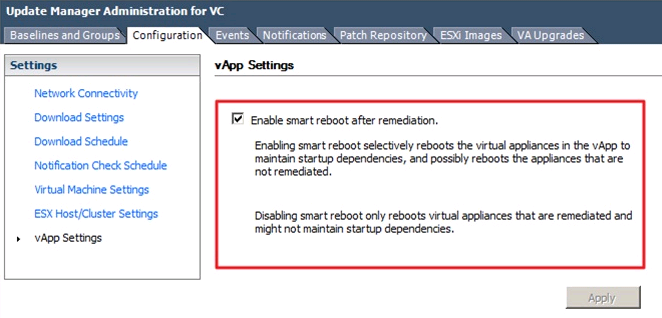 Update Manager Administration for VC
Baselines and Groups Configuration Events Notifications Patch Repository ESXi Images VA Upgrades
Settings
Network Connectivity
Download Settings
Download Schedule
Notification Check Schedule
Virtual Machine Settings
ESX Host/Cluster Settings
vApp Settings
vApp Settings
Enable smart reboot after remediation.
Enabling smart reboot selectively reboots the virtual appliances in the vApp to
maintain startup dependencies, and possibly reboots the appliances that are
not remediated.
Disabling smart reboot only reboots virtual appliances that are remediated and
might not maintain startup dependencies.
Apply